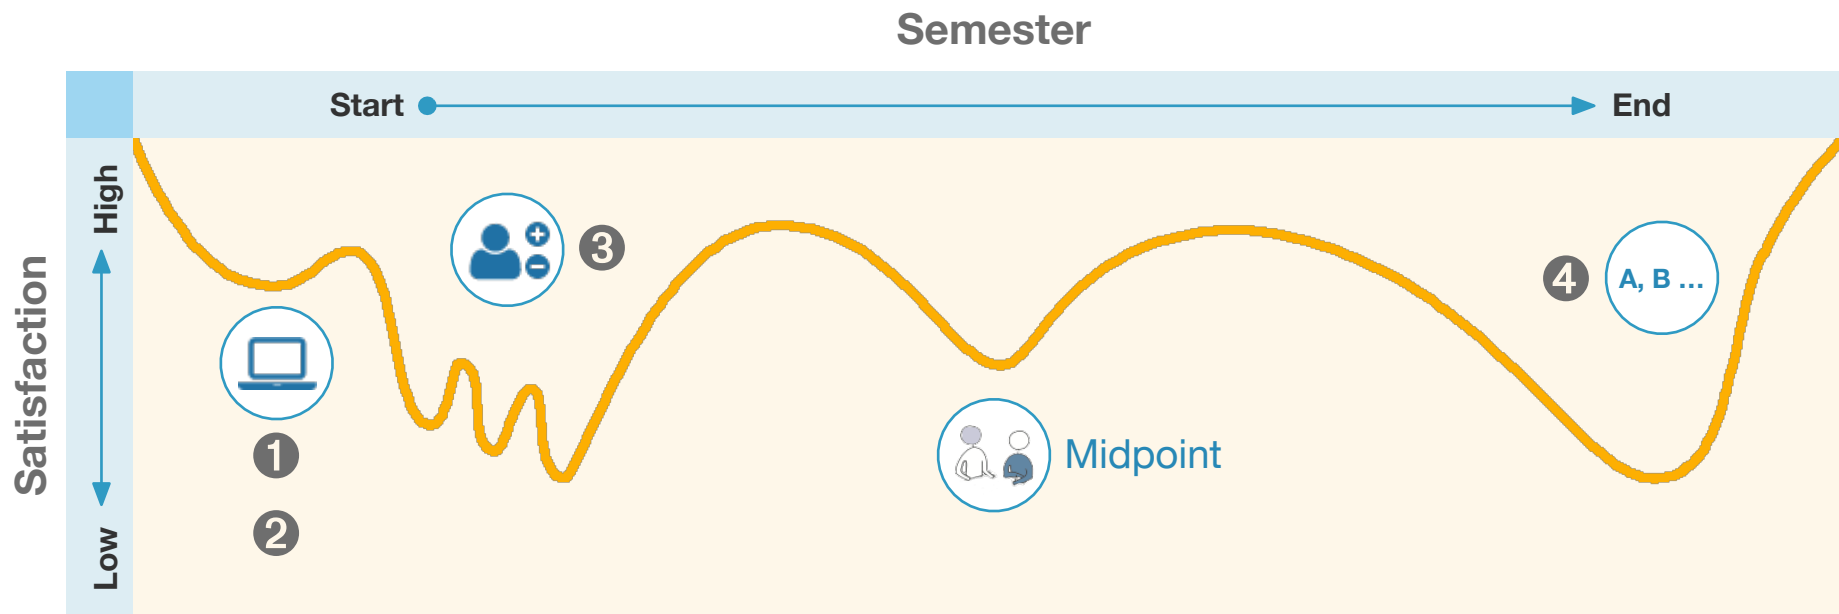 Semester
Start
End
High
Satisfaction
Low
3
4
A, B ...
1
Midpoint
2